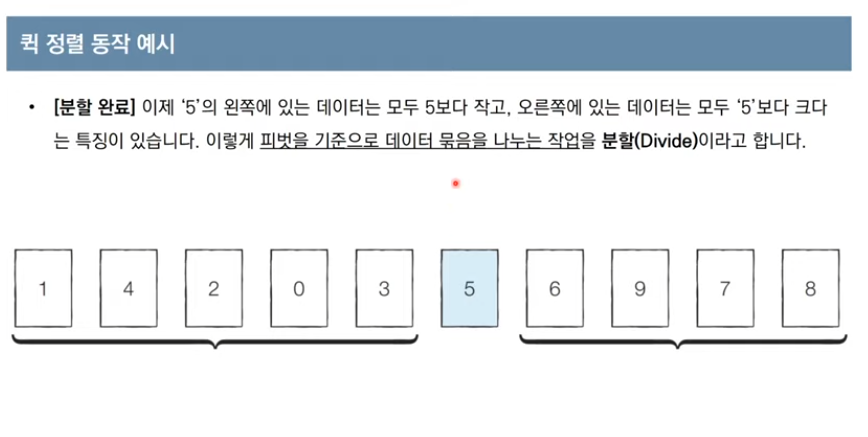 퀵 정렬 동작 예시
• [분할 완료] 이제 ‘5’의 왼쪽에 있는 데이터는 모두 5보다 작고, 오른쪽에 있는 데이터는 모두 ‘5’보다 크다
는 특징이 있습니다. 이렇게 피벗을 기준으로 데이터 묶음을 나누는 작업을 분할(Divide)이라고 합니다.
1 4 2 0 3 5 6 9 7 8